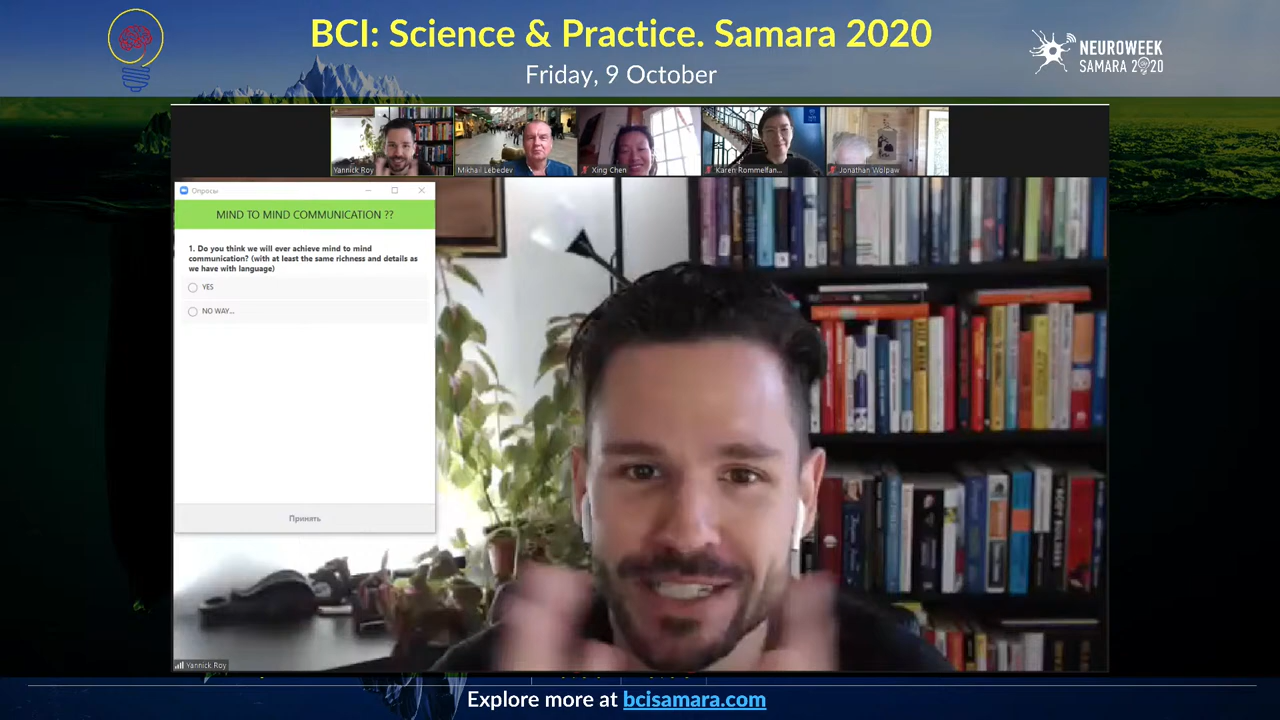 BCI: Science & Practice. Samara 2020
Friday, 9 October
NEUROWEEK
SAMARA 2020
Yannick Roy
Mikhail Lebedev
Xing Chen
Karen Rommelfan...
Jonathan Wolpaw
Опросы
MIND TO MIND COMMUNICATION ??
1. Do you think we will ever achieve mind to mind
communication? (with at least the same richness and details as
we have with language)
YES
NO WAY...
Принять
Yannick Roy
Explore more at bcisamara.com